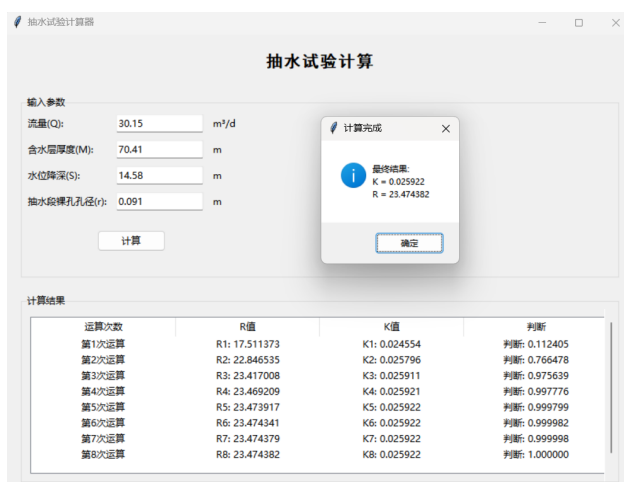 抽水试验计算器
抽水试验计算
输入参数
流量(Q): 30.15 m³/d
含水层厚度(M): 70.41 m
水位降深(S): 14.58 m
抽水段裸孔孔径(r): 0.091 m
计算
计算完成
最终结果:
K = 0.025922
R = 23.474382
确定
计算结果
运算次数 R值 K值 判断
第1次运算 R1: 17.511373 K1: 0.024554 判断: 0.112405
第2次运算 R2: 22.846535 K2: 0.025796 判断: 0.766478
第3次运算 R3: 23.417008 K3: 0.025911 判断: 0.975639
第4次运算 R4: 23.469209 K4: 0.025921 判断: 0.997776
第5次运算 R5: 23.473917 K5: 0.025922 判断: 0.999799
第6次运算 R6: 23.474341 K6: 0.025922 判断: 0.999982
第7次运算 R7: 23.474379 K7: 0.025922 判断: 0.999998
第8次运算 R8: 23.474382 K8: 0.025922 判断: 1.000000